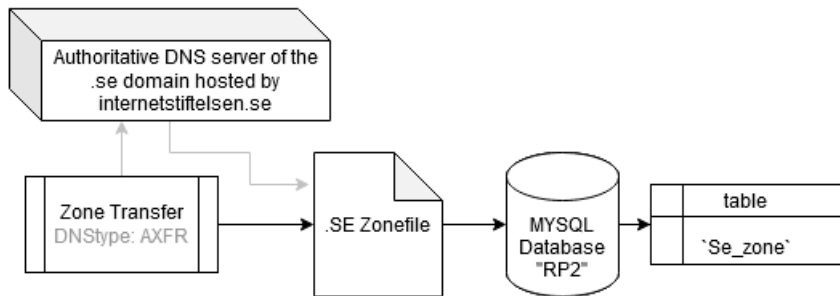 Authoritative DNS server of the
.se domain hosted by
internetstiftelsen.se
Zone Transfer
DNStype: AXFR
.SE Zonefile
MYSQL
Database
"RP2"
table
`Se_zone`